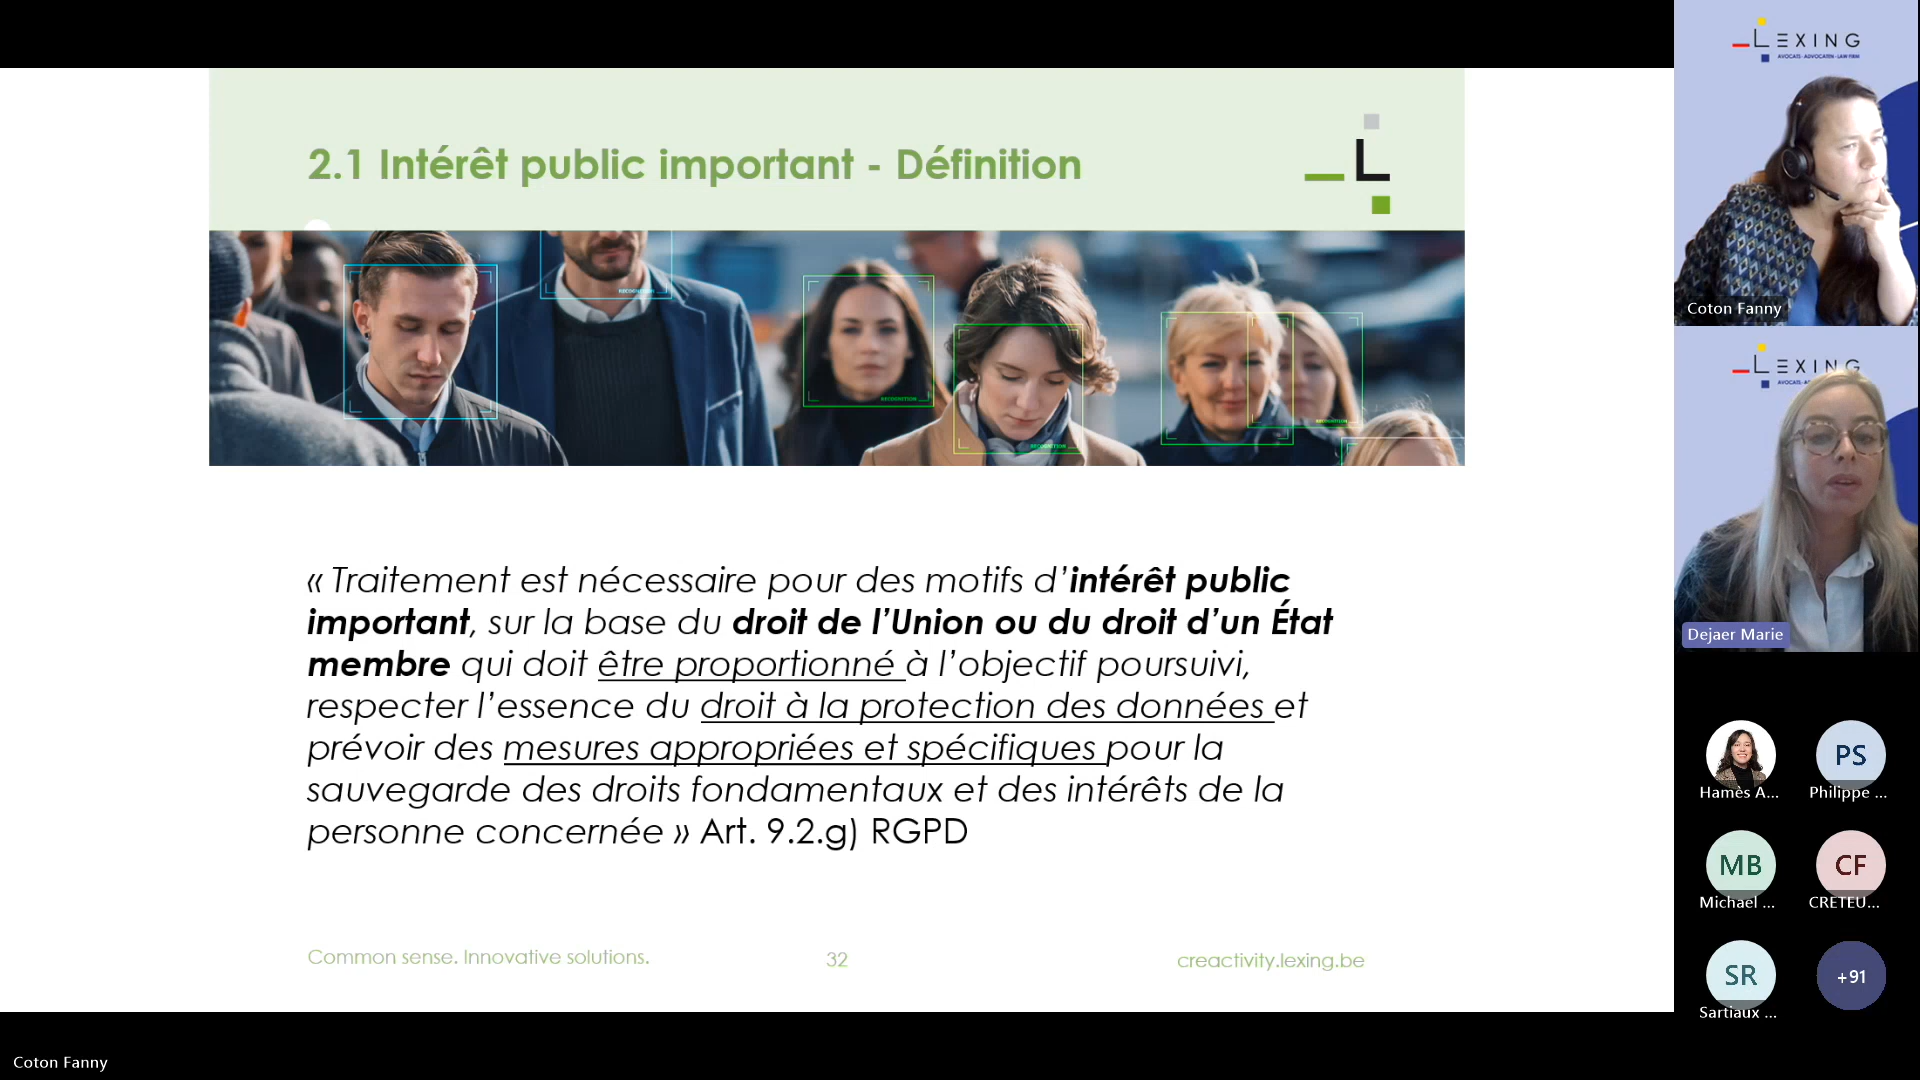 2.1 Intérêt public important - Définition
RECOGNITION
RECOGNITION
RECOGNITION
RECOGNITION
« Traitement est nécessaire pour des motifs d’intérêt public
important, sur la base du droit de l’Union ou du droit d’un État
membre qui doit être proportionné à l’objectif poursuivi,
respecter l’essence du droit à la protection des données et
prévoir des mesures appropriées et spécifiques pour la
sauvegarde des droits fondamentaux et des intérêts de la
personne concernée » Art. 9.2.g) RGPD
Common sense. Innovative solutions.
32
creactivity.lexing.be
Coton Fanny
LEXING
AVOCATS - ADVOCATEN - LAW FIRM
Coton Fanny
LEXING
Dejaer Marie
Hamès A...
PS
Philippe ...
MB
Michael ...
CF
CRETEU...
SR
Sartiaux ...
+91